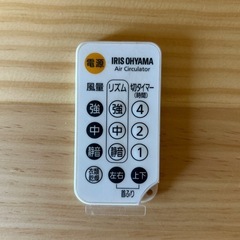 電源 IRIS OHYAMA
Air Circulator
風量 リズム 切タイマー
(時間)
強 強 4
中 中 2
静音 静音 1
左右 上下
首ふり